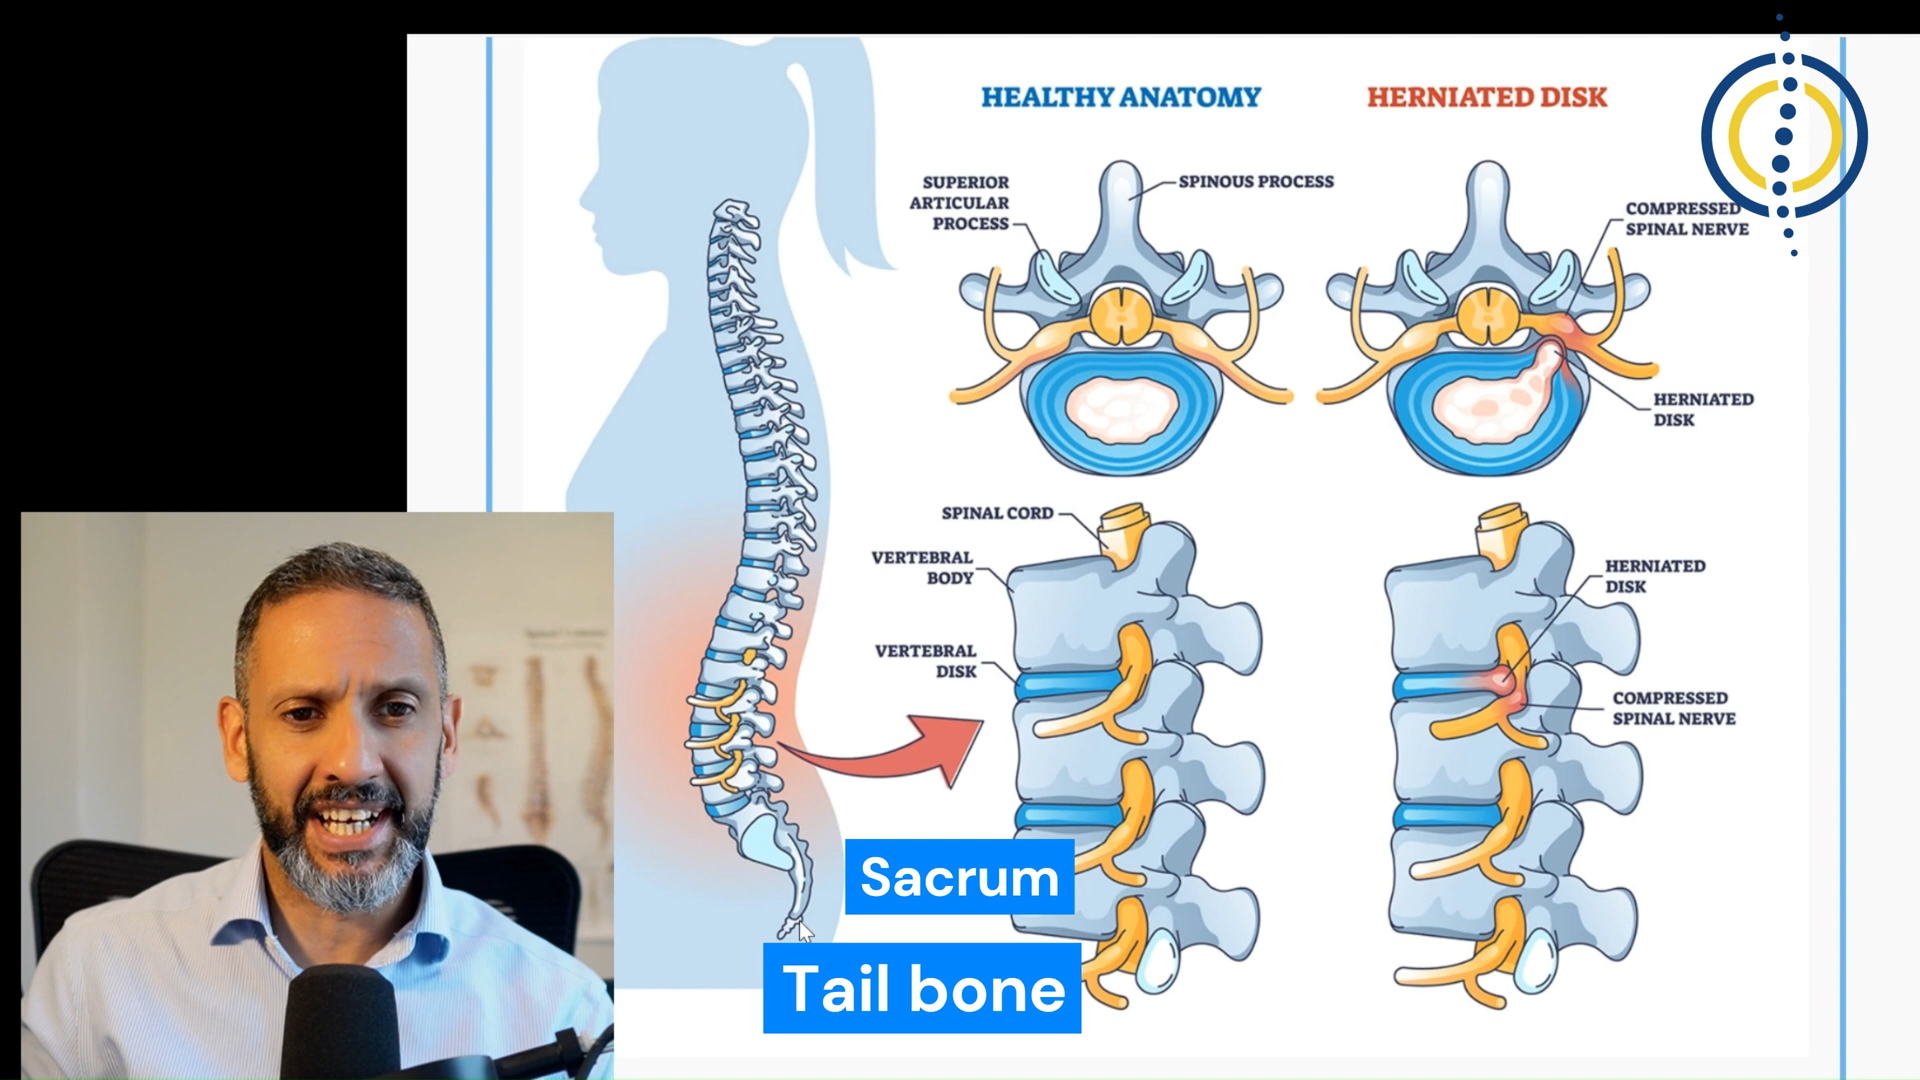 HEALTHY ANATOMY
HERNIATED DISK
SUPERIOR
ARTICULAR
PROCESS
SPINOUS PROCESS
COMPRESSED
SPINAL NERVE
HERNIATED
DISK
SPINAL CORD
VERTEBRAL
BODY
VERTEBRAL
DISK
HERNIATED
DISK
COMPRESSED
SPINAL NERVE
Sacrum
Tail bone